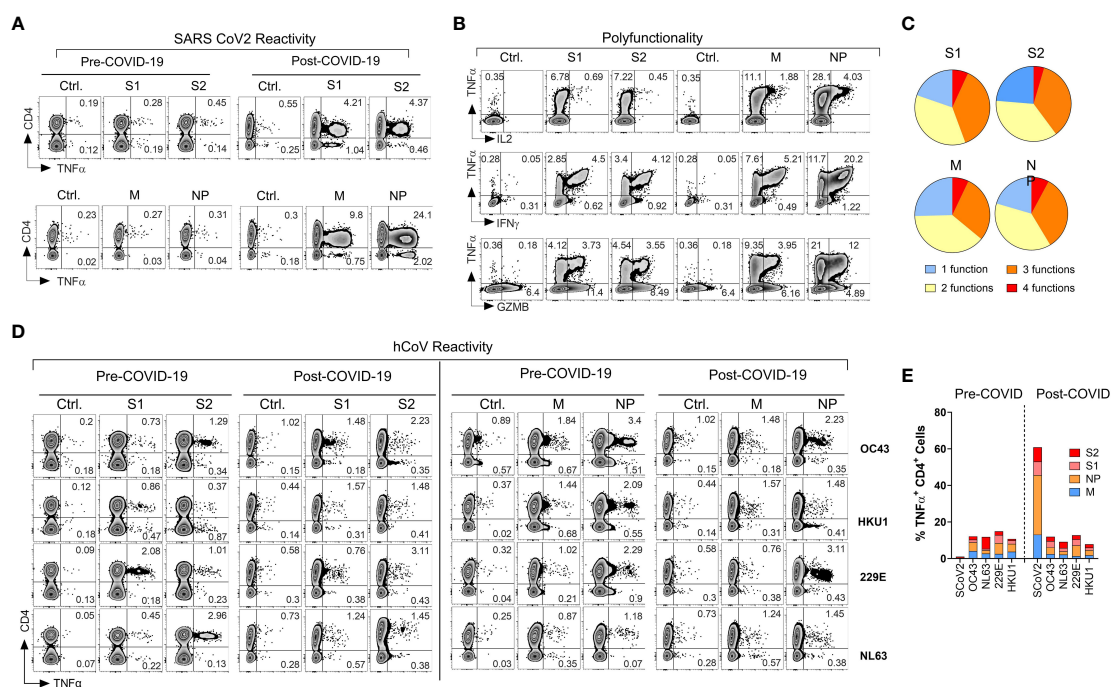 A
SARS CoV2 Reactivity
Pre-COVID-19 Post-COVID-19
Ctrl. S1 S2 Ctrl. S1 S2
0.19 0.28 0.45 0.55 4.21 4.37
0.12 0.19 0.14 0.25 1.04 0.46
CD4
TNFα
Ctrl. M NP Ctrl. M NP
0.23 0.27 0.31 0.3 9.8 24.1
0.02 0.03 0.04 0.18 0.75 2.02
CD4
TNFα
B
Polyfunctionality
Ctrl. S1 S2 Ctrl. M NP
0.35 6.78 0.69 7.22 0.45 0.35 11.1 1.88 28.1 4.03
TNFα
IL2
0.28 0.05 2.85 4.5 3.4 4.12 0.28 0.05 7.61 5.21 11.7 20.2
0.31 0.62 0.92 0.31 0.49 1.22
TNFα
IFNγ
0.36 0.18 4.12 3.73 4.54 3.55 0.36 0.18 9.35 3.95 21 12
6.4 11.4 8.49 6.4 6.16 4.89
TNFα
GZMB
C
S1 S2
M NP
1 function 3 functions
2 functions 4 functions
D
hCoV Reactivity
Pre-COVID-19 Post-COVID-19 Pre-COVID-19 Post-COVID-19
Ctrl. S1 S2 Ctrl. S1 S2 Ctrl. M NP Ctrl. M NP
0.2 0.73 1.29 1.02 1.48 2.23 0.89 1.84 3.4 1.02 1.48 2.23
OC43
0.18 0.18 0.34 0.15 0.18 0.35 0.57 0.67 1.51 0.15 0.18 0.35
0.12 0.86 0.37 0.44 1.57 1.48 0.37 1.44 2.09 0.44 1.57 1.48
HKU1
0.18 0.47 0.87 0.14 0.31 0.41 0.02 0.68 0.55 0.14 0.31 0.41
0.09 2.08 1.01 0.58 0.76 3.11 0.32 1.02 2.29 0.58 0.76 3.11
229E
0.13 0.18 0.23 0.3 0.38 0.43 0.04 0.21 0.9 0.3 0.38 0.43
0.05 0.45 2.96 0.73 1.24 1.45 0.25 0.87 1.18 0.73 1.24 1.45
NL63
0.07 0.22 0.13 0.28 0.57 0.38 0.03 0.35 0.07 0.28 0.57 0.38
CD4
TNFα
E
Pre-COVID Post-COVID
% TNFα⁺ CD4⁺ Cells
80
60
40
20
0
S2
S1
NP
M
SCoV2 OC43 NL63 229E HKU1 SCoV2 OC43 NL63 229E HKU1